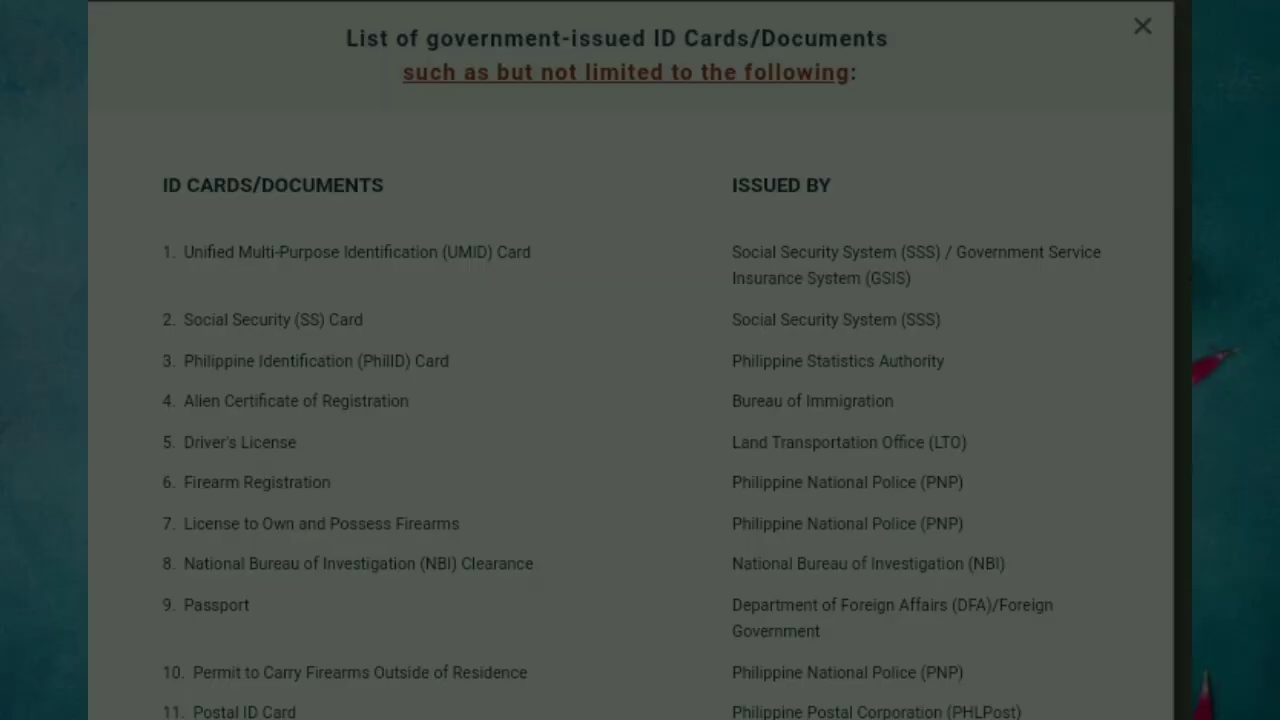 List of government-issued ID Cards/Documents
such as but not limited to the following:
ID CARDS/DOCUMENTS ISSUED BY
1. Unified Multi-Purpose Identification (UMID) Card Social Security System (SSS) / Government Service
Insurance System (GSIS)
2. Social Security (SS) Card Social Security System (SSS)
3. Philippine Identification (PhilID) Card Philippine Statistics Authority
4. Alien Certificate of Registration Bureau of Immigration
5. Driver's License Land Transportation Office (LTO)
6. Firearm Registration Philippine National Police (PNP)
7. License to Own and Possess Firearms Philippine National Police (PNP)
8. National Bureau of Investigation (NBI) Clearance National Bureau of Investigation (NBI)
9. Passport Department of Foreign Affairs (DFA)/Foreign
Government
10. Permit to Carry Firearms Outside of Residence Philippine National Police (PNP)
11. Postal ID Card Philippine Postal Corporation (PHLPost)